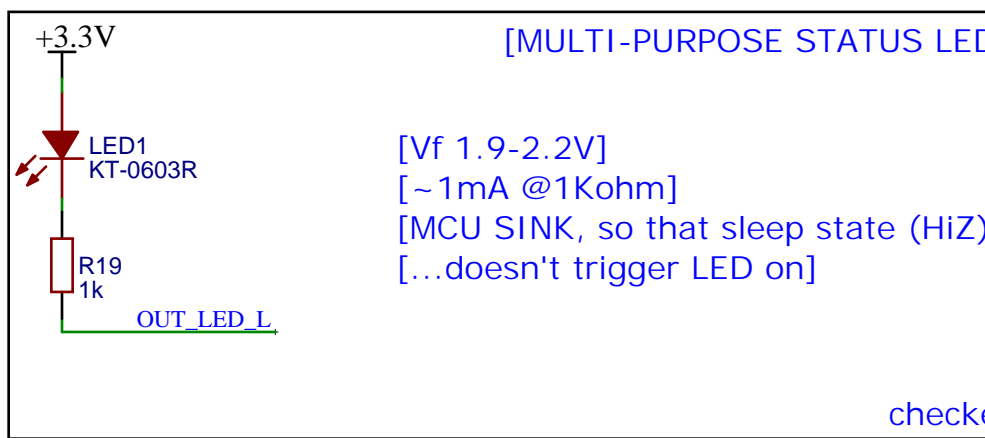 +3.3V
[MULTI-PURPOSE STATUS LED
LED1
KT-0603R
[Vf 1.9-2.2V]
[~1mA @1Kohm]
[MCU SINK, so that sleep state (HiZ)
[...doesn't trigger LED on]
R19
1k
OUT_LED_L
checke